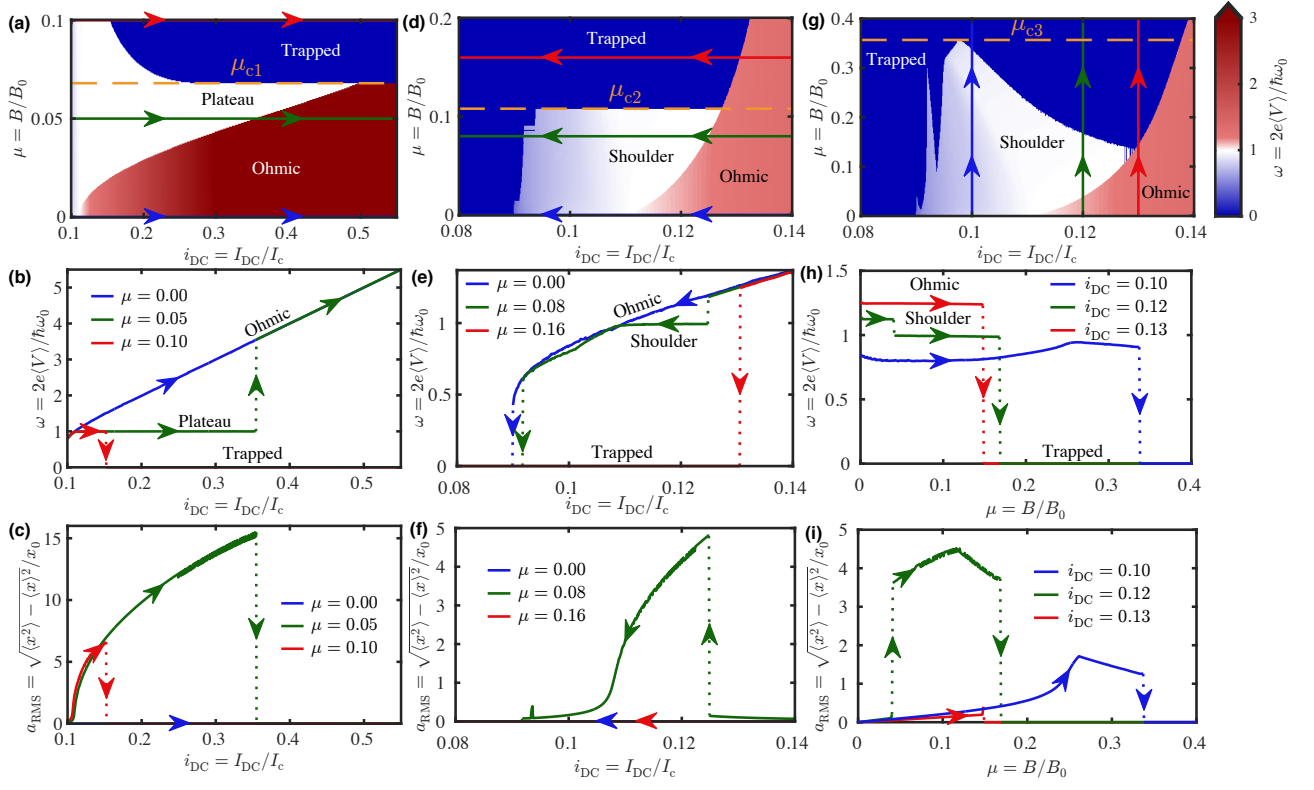 (a)
0.1
0.05
0
μ = B/B₀
Trapped
μc1
Plateau
Ohmic
0.1 0.2 0.3 0.4 0.5
iDC = IDC/Ic
(d)
0.2
0.1
0
μ = B/B₀
Trapped
μc2
Shoulder
Ohmic
0.08 0.1 0.12 0.14
iDC = IDC/Ic
(g)
0.4
0.3
0.2
0.1
0
μ = B/B₀
Trapped
μc3
Shoulder
Ohmic
0.08 0.1 0.12 0.14
iDC = IDC/Ic
3
2
1
0
ω = 2e⟨V⟩/ħω₀
(b)
5
4
3
2
1
0
ω = 2e⟨V⟩/ħω₀
μ = 0.00
μ = 0.05
μ = 0.10
Ohmic
Plateau
Trapped
0.1 0.2 0.3 0.4 0.5
iDC = IDC/Ic
(e)
1
0.5
0
ω = 2e⟨V⟩/ħω₀
μ = 0.00
μ = 0.08
μ = 0.16
Ohmic
Shoulder
Trapped
0.08 0.1 0.12 0.14
iDC = IDC/Ic
(h)
1.5
1
0.5
0
ω = 2e⟨V⟩/ħω₀
Ohmic
Shoulder
iDC = 0.10
iDC = 0.12
iDC = 0.13
Trapped
0 0.1 0.2 0.3 0.4
μ = B/B₀
(c)
15
10
5
0
aRMS = √⟨x²⟩ − ⟨x⟩²/x₀
μ = 0.00
μ = 0.05
μ = 0.10
0.1 0.2 0.3 0.4 0.5
iDC = IDC/Ic
(f)
5
4
3
2
1
0
aRMS = √⟨x²⟩ − ⟨x⟩²/x₀
μ = 0.00
μ = 0.08
μ = 0.16
0.08 0.1 0.12 0.14
iDC = IDC/Ic
(i)
5
4
3
2
1
0
aRMS = √⟨x²⟩ − ⟨x⟩²/x₀
iDC = 0.10
iDC = 0.12
iDC = 0.13
0 0.1 0.2 0.3 0.4
μ = B/B₀